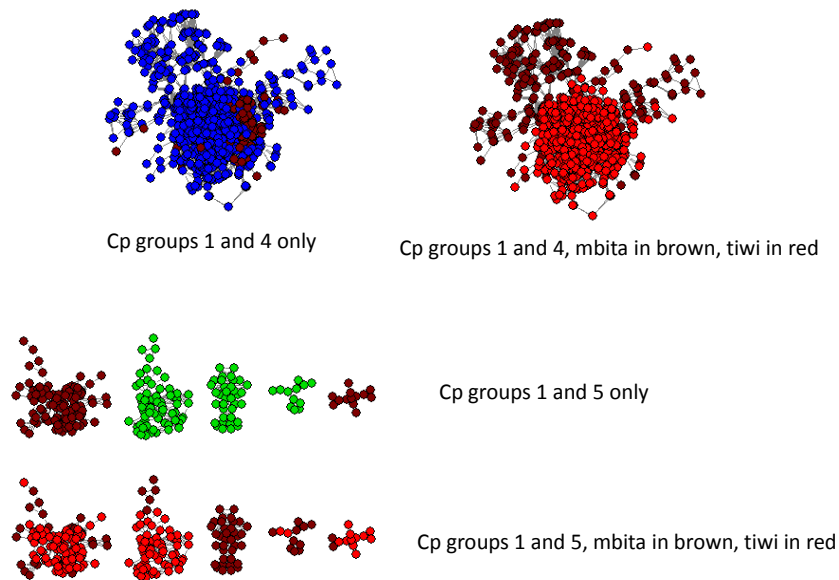 Cp groups 1 and 4 only
Cp groups 1 and 4, mbita in brown, tiwi in red
Cp groups 1 and 5 only
Cp groups 1 and 5, mbita in brown, tiwi in red